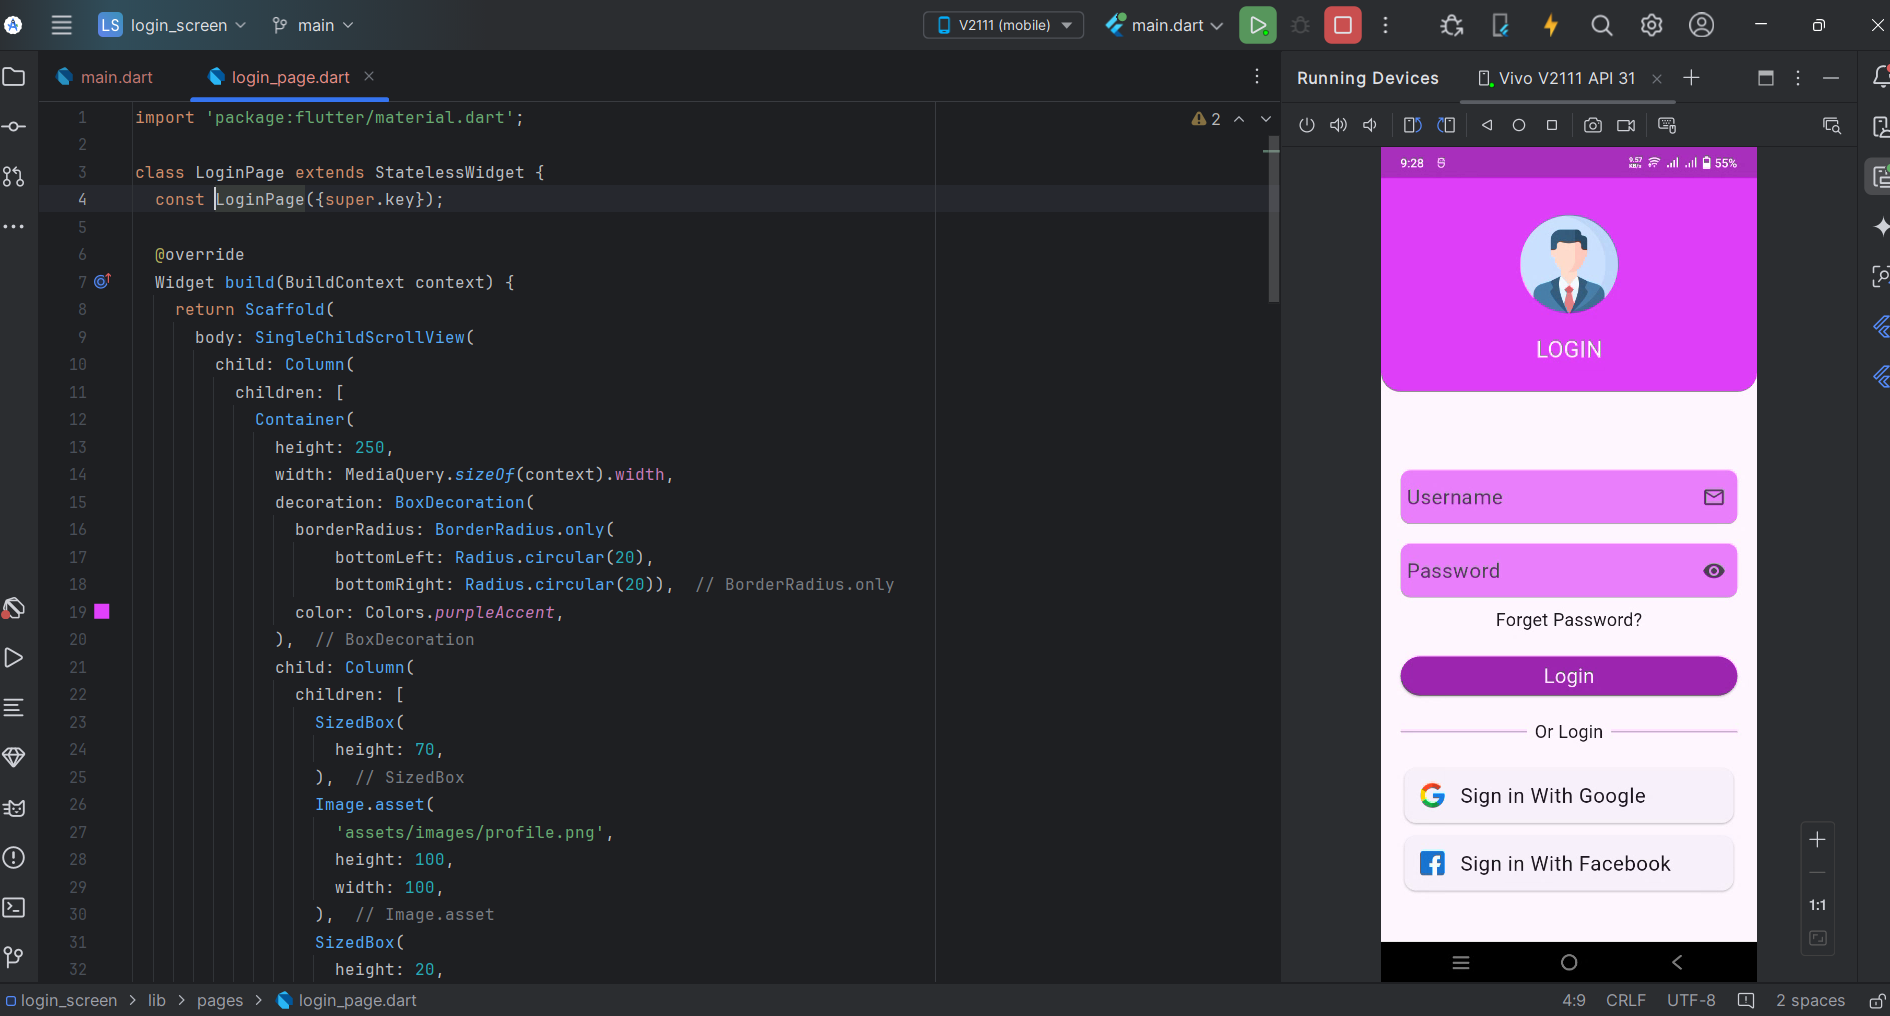 LS login_screen main V2111 (mobile) main.dart
main.dart login_page.dart
1 import 'package:flutter/material.dart'; 2
2
3 class LoginPage extends StatelessWidget {
4 const LoginPage({super.key});
5
6 @override
7 Widget build(BuildContext context) {
8 return Scaffold(
9 body: SingleChildScrollView(
10 child: Column(
11 children: [
12 Container(
13 height: 250,
14 width: MediaQuery.sizeOf(context).width,
15 decoration: BoxDecoration(
16 borderRadius: BorderRadius.only(
17 bottomLeft: Radius.circular(20),
18 bottomRight: Radius.circular(20)), // BorderRadius.only
19 color: Colors.purpleAccent,
20 ), // BoxDecoration
21 child: Column(
22 children: [
23 SizedBox(
24 height: 70,
25 ), // SizedBox
26 Image.asset(
27 'assets/images/profile.png',
28 height: 100,
29 width: 100,
30 ), // Image.asset
31 SizedBox(
32 height: 20,
Running Devices Vivo V2111 API 31
9:28 9.57 KB/s 55%
LOGIN
Username
Password
Forget Password?
Login
Or Login
Sign in With Google
Sign in With Facebook
1:1
login_screen > lib > pages > login_page.dart 4:9 CRLF UTF-8 2 spaces